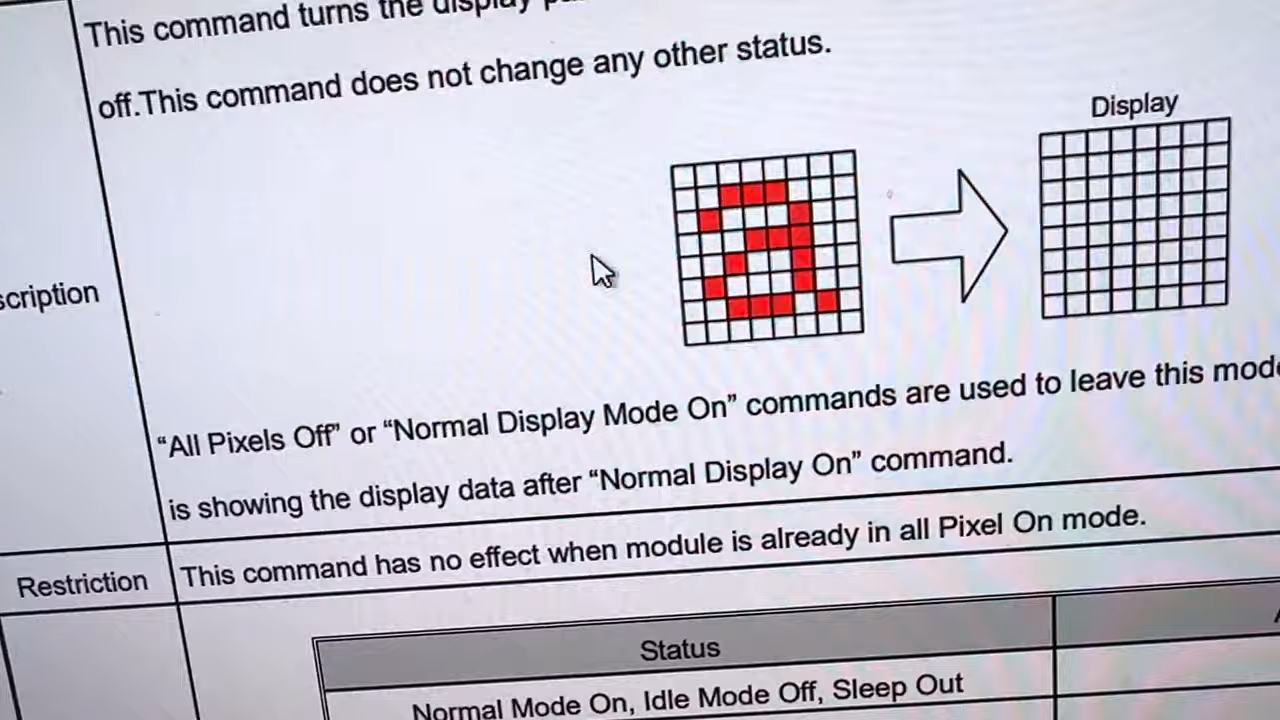 This command turns the display
off.This command does not change any other status.
Display
scription
“All Pixels Off” or “Normal Display Mode On” commands are used to leave this mode
is showing the display data after “Normal Display On” command.
Restriction
This command has no effect when module is already in all Pixel On mode.
Status
Normal Mode On, Idle Mode Off, Sleep Out